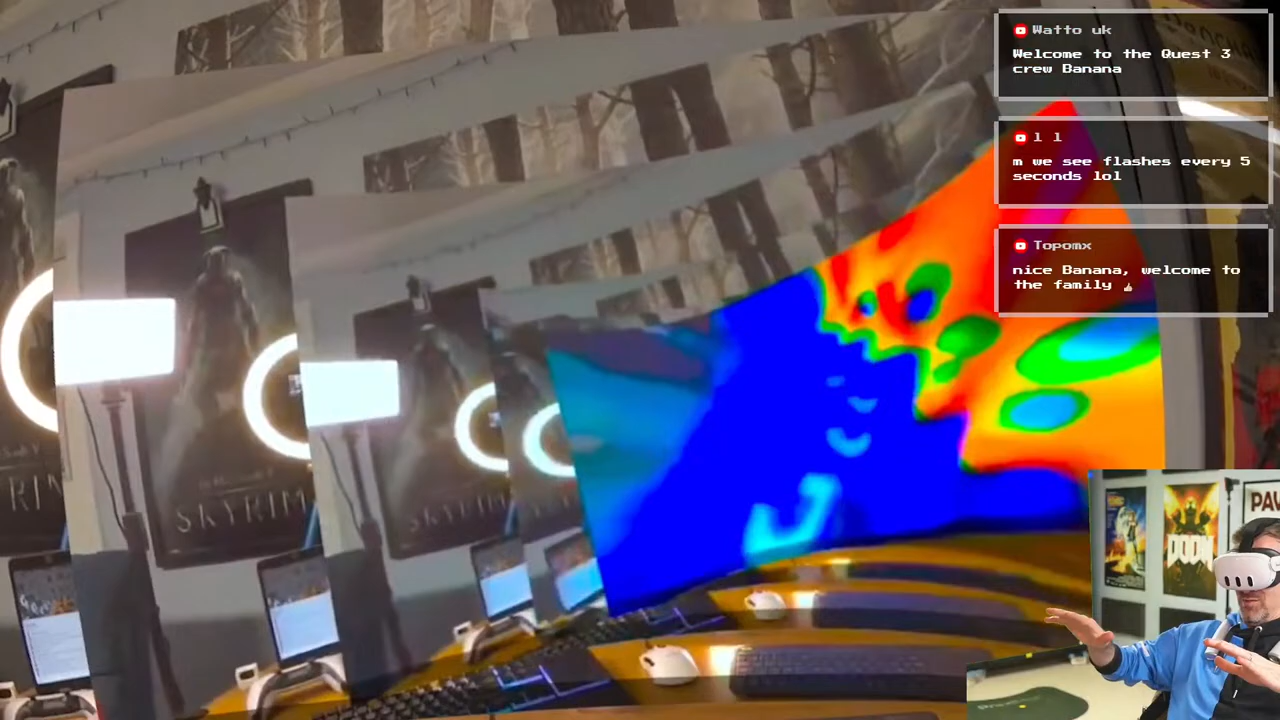 Watto uk
Welcome to the Quest 3
crew Banana
l l
m we see flashes every 5
seconds lol
Topomx
nice Banana, welcome to
the family 👍
SKYRIM
SKYRIM
DOOM